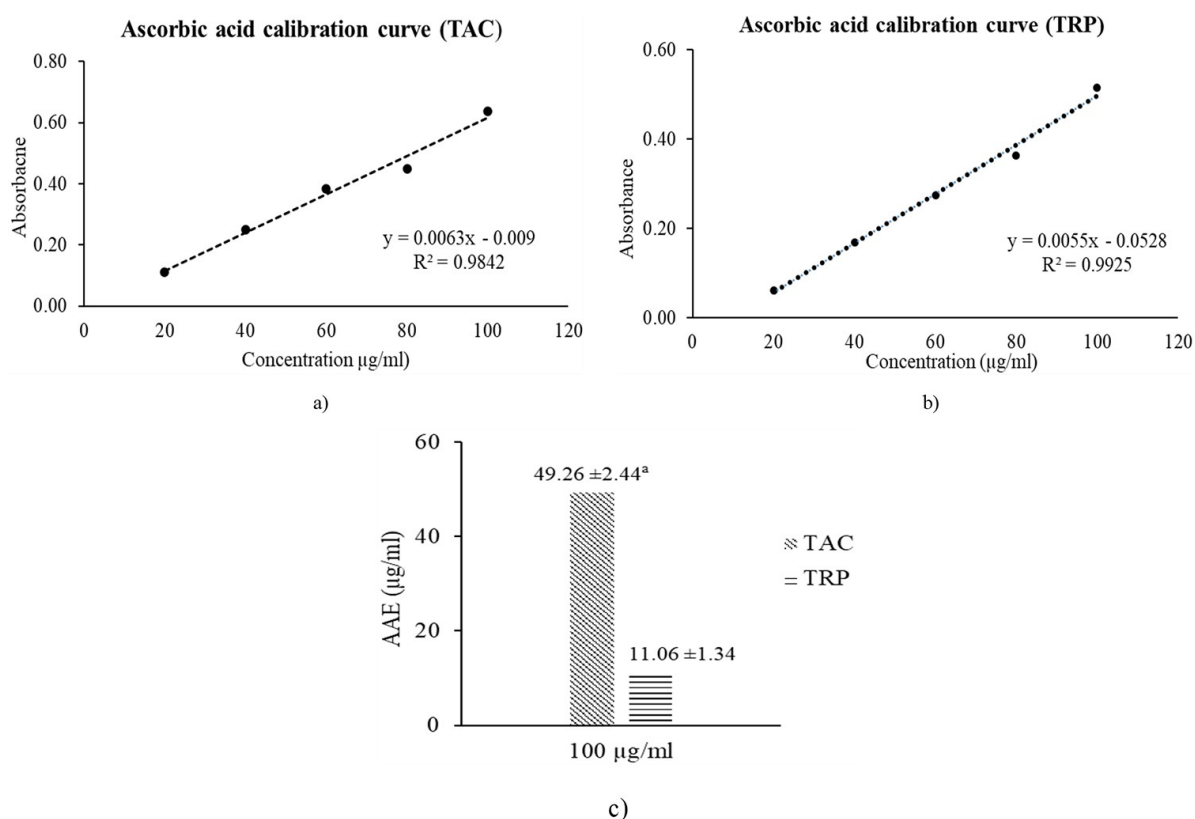 Ascorbic acid calibration curve (TAC)
0.80
0.60
0.40
0.20
0.00
Absorbacne
y = 0.0063x - 0.009
R² = 0.9842
0 20 40 60 80 100 120
Concentration µg/ml)
a)
Ascorbic acid calibration curve (TRP)
0.60
0.40
0.20
0.00
Absorbance
y = 0.0055x - 0.0528
R² = 0.9925
0 20 40 60 80 100 120
Concentration (µg/ml)
b)
60
40
20
0
AAE (µg/ml)
49.26 ±2.44ᵃ
11.06 ±1.34
TAC
TRP
100 µg/ml
c)